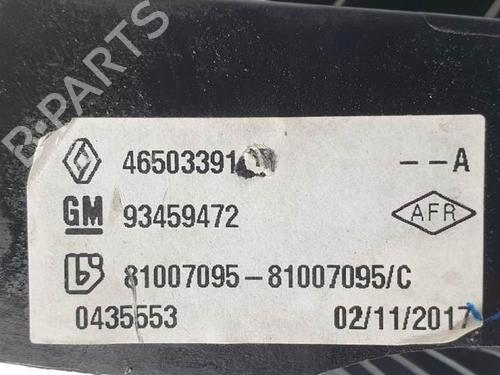 B-PARTS
46503391 --A
GM 93459472 AFR
81007095-81007095/C
0435553 02/11/2017